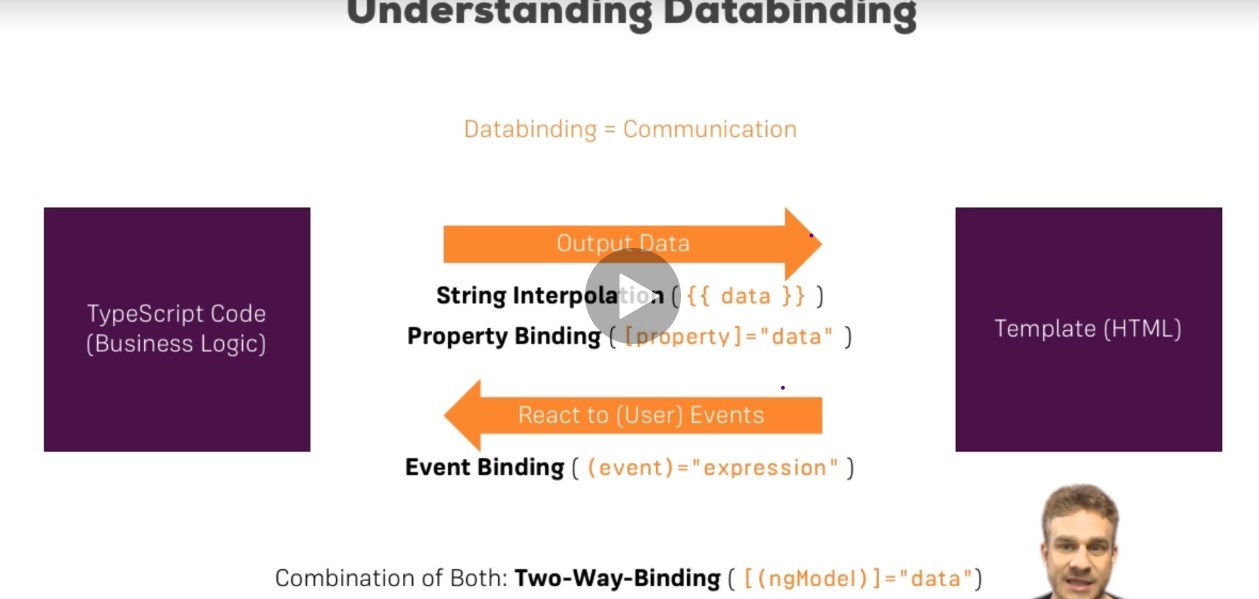 Understanding Databinding
Databinding = Communication
Output Data
String Interpolation ( {{ data }} )
Property Binding ( [property]="data" )
TypeScript Code
(Business Logic)
Template (HTML)
React to (User) Events
Event Binding ( (event)="expression" )
Combination of Both: Two-Way-Binding ( [(ngModel)]="data")